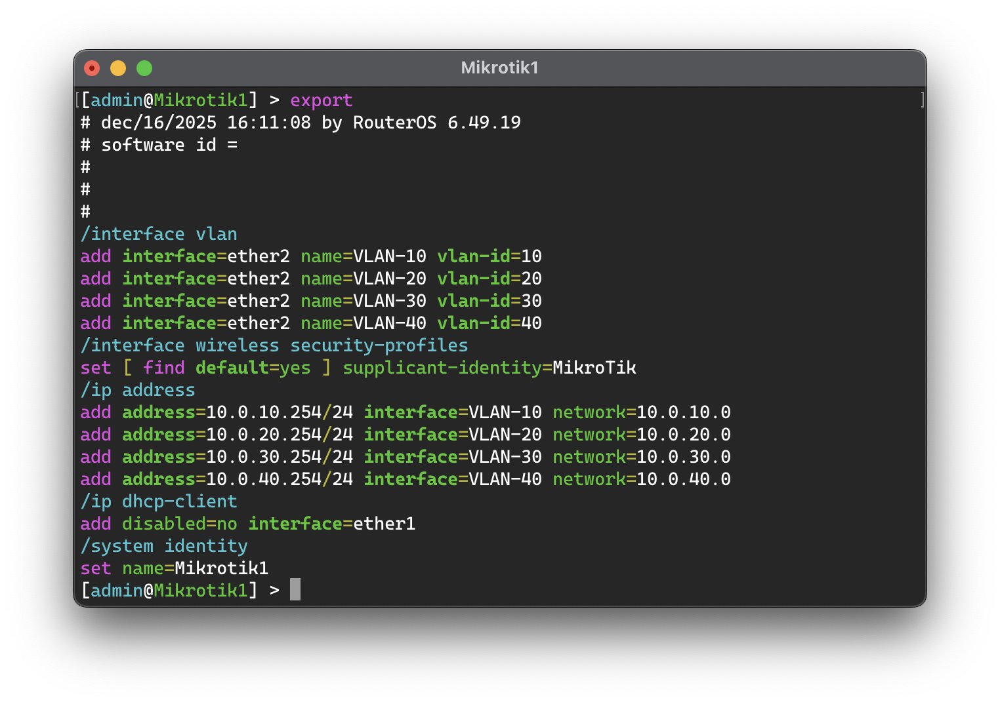 Mikrotik1
[[admin@Mikrotik1] > export ]
# dec/16/2025 16:11:08 by RouterOS 6.49.19
# software id =
#
#
#
/interface vlan
add interface=ether2 name=VLAN-10 vlan-id=10
add interface=ether2 name=VLAN-20 vlan-id=20
add interface=ether2 name=VLAN-30 vlan-id=30
add interface=ether2 name=VLAN-40 vlan-id=40
/interface wireless security-profiles
set [ find default=yes ] supplicant-identity=MikroTik
/ip address
add address=10.0.10.254/24 interface=VLAN-10 network=10.0.10.0
add address=10.0.20.254/24 interface=VLAN-20 network=10.0.20.0
add address=10.0.30.254/24 interface=VLAN-30 network=10.0.30.0
add address=10.0.40.254/24 interface=VLAN-40 network=10.0.40.0
/ip dhcp-client
add disabled=no interface=ether1
/system identity
set name=Mikrotik1
[admin@Mikrotik1] >